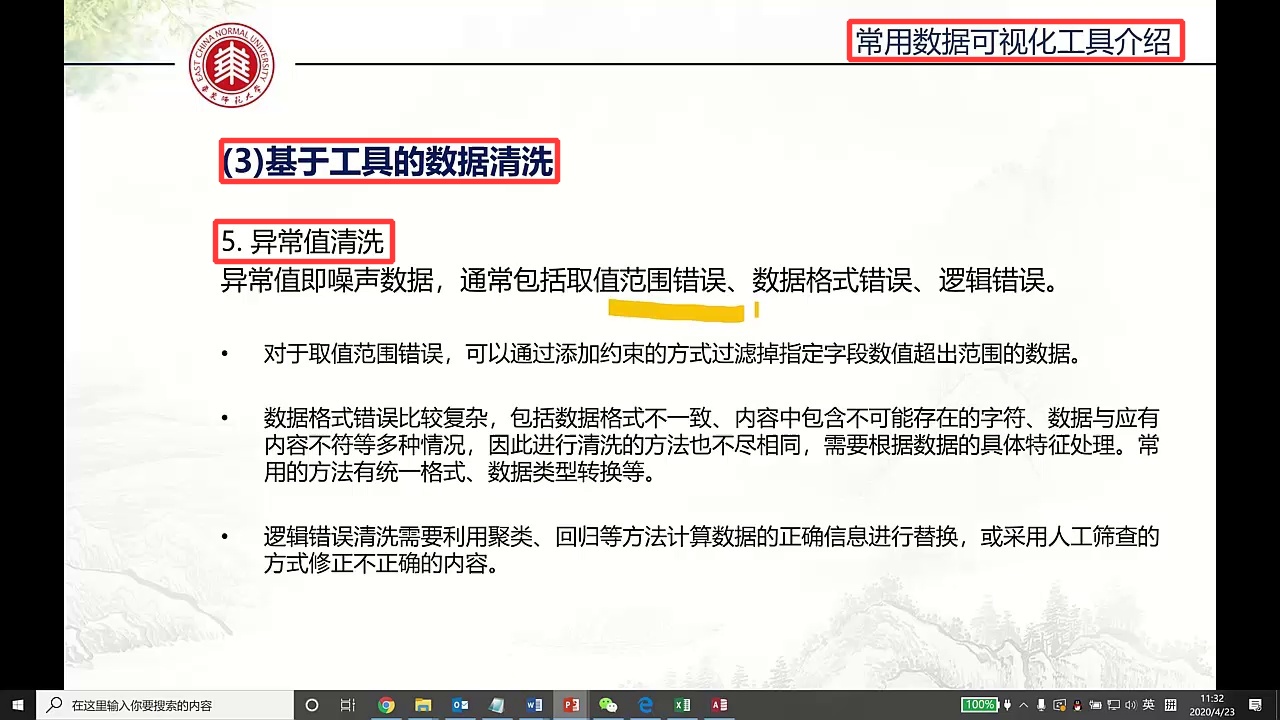 常用数据可视化工具介绍
EAST CHINA NORMAL UNIVERSITY
华东师范大学
(3)基于工具的数据清洗
5. 异常值清洗
异常值即噪声数据，通常包括取值范围错误、数据格式错误、逻辑错误。
• 对于取值范围错误，可以通过添加约束的方式过滤掉指定字段数值超出范围的数据。
• 数据格式错误比较复杂，包括数据格式不一致、内容中包含不可能存在的字符、数据与应有
内容不符等多种情况，因此进行清洗的方法也不尽相同，需要根据数据的具体特征处理。常
用的方法有统一格式、数据类型转换等。
• 逻辑错误清洗需要利用聚类、回归等方法计算数据的正确信息进行替换，或采用人工筛查的
方式修正不正确的内容。
在这里输入你要搜索的内容
100%
英
拼
11:32
2020/4/23